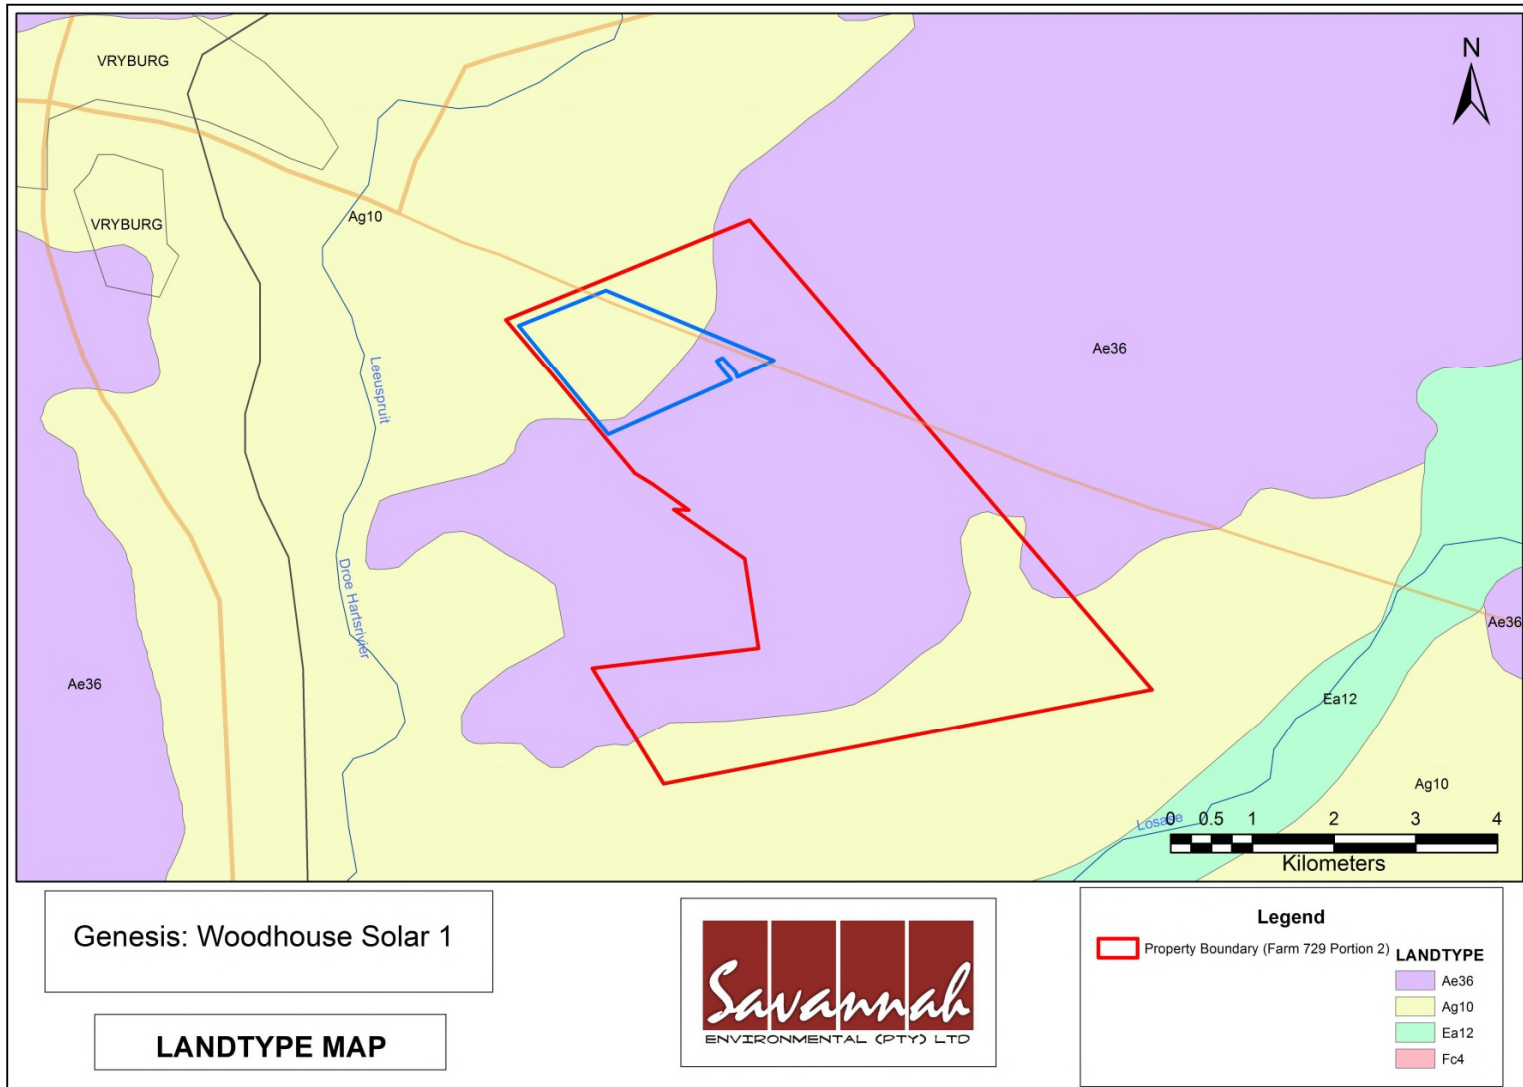 VRYBURG
N
VRYBURG
Ag10
Ae36
Leeuspruit
Droe Hartsrivier
Ae36
Ae36
Ea12
Ag10
Losase
0 0.5 1 2 3 4
Kilometers
Genesis: Woodhouse Solar 1
LANDTYPE MAP
Savannah
ENVIRONMENTAL (PTY) LTD
Legend
Property Boundary (Farm 729 Portion 2)
LANDTYPE
Ae36
Ag10
Ea12
Fc4